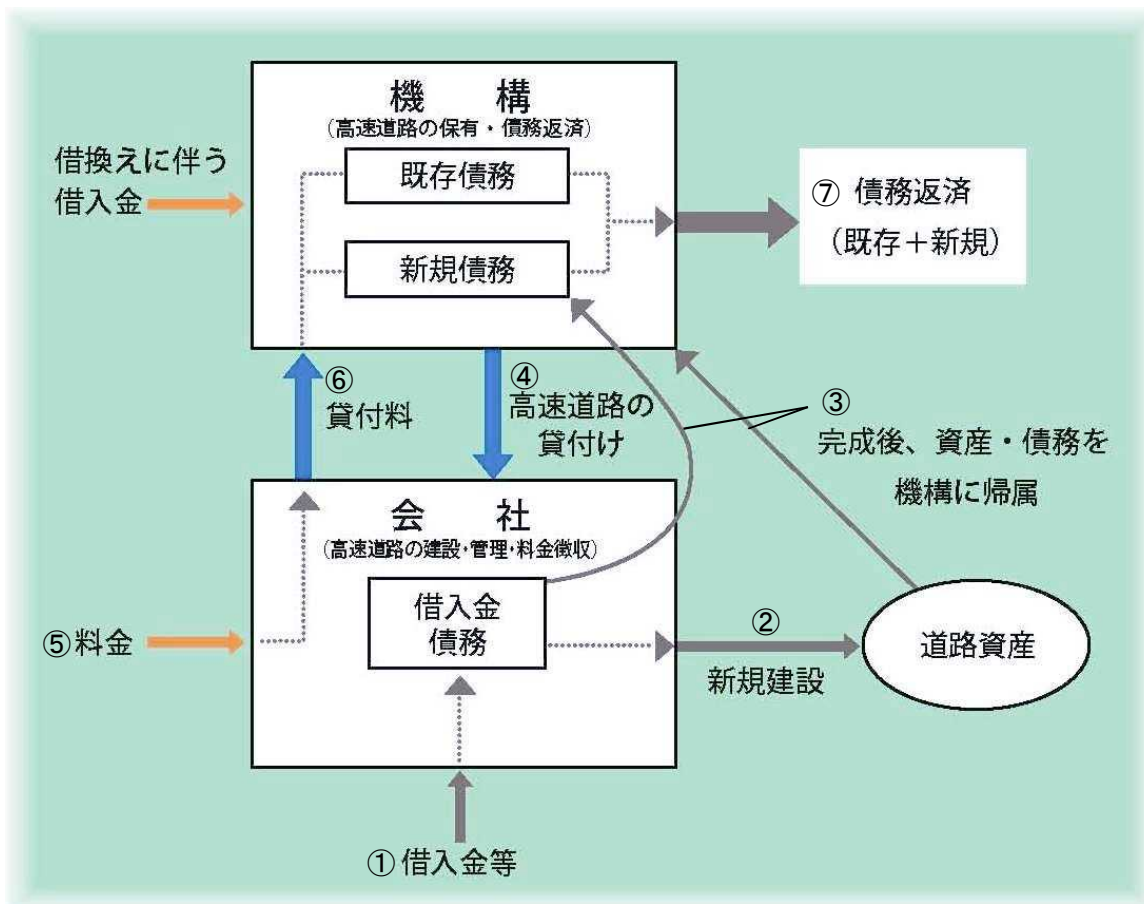 機　構
(高速道路の保有・債務返済)
既存債務
新規債務
借換えに伴う
借入金
⑦ 債務返済
（既存＋新規）
⑥
貸付料
④
高速道路の
貸付け
③
完成後、資産・債務を
機構に帰属
会　社
(高速道路の建設・管理・料金徴収)
借入金
債務
⑤料金
②
新規建設
道路資産
①借入金等